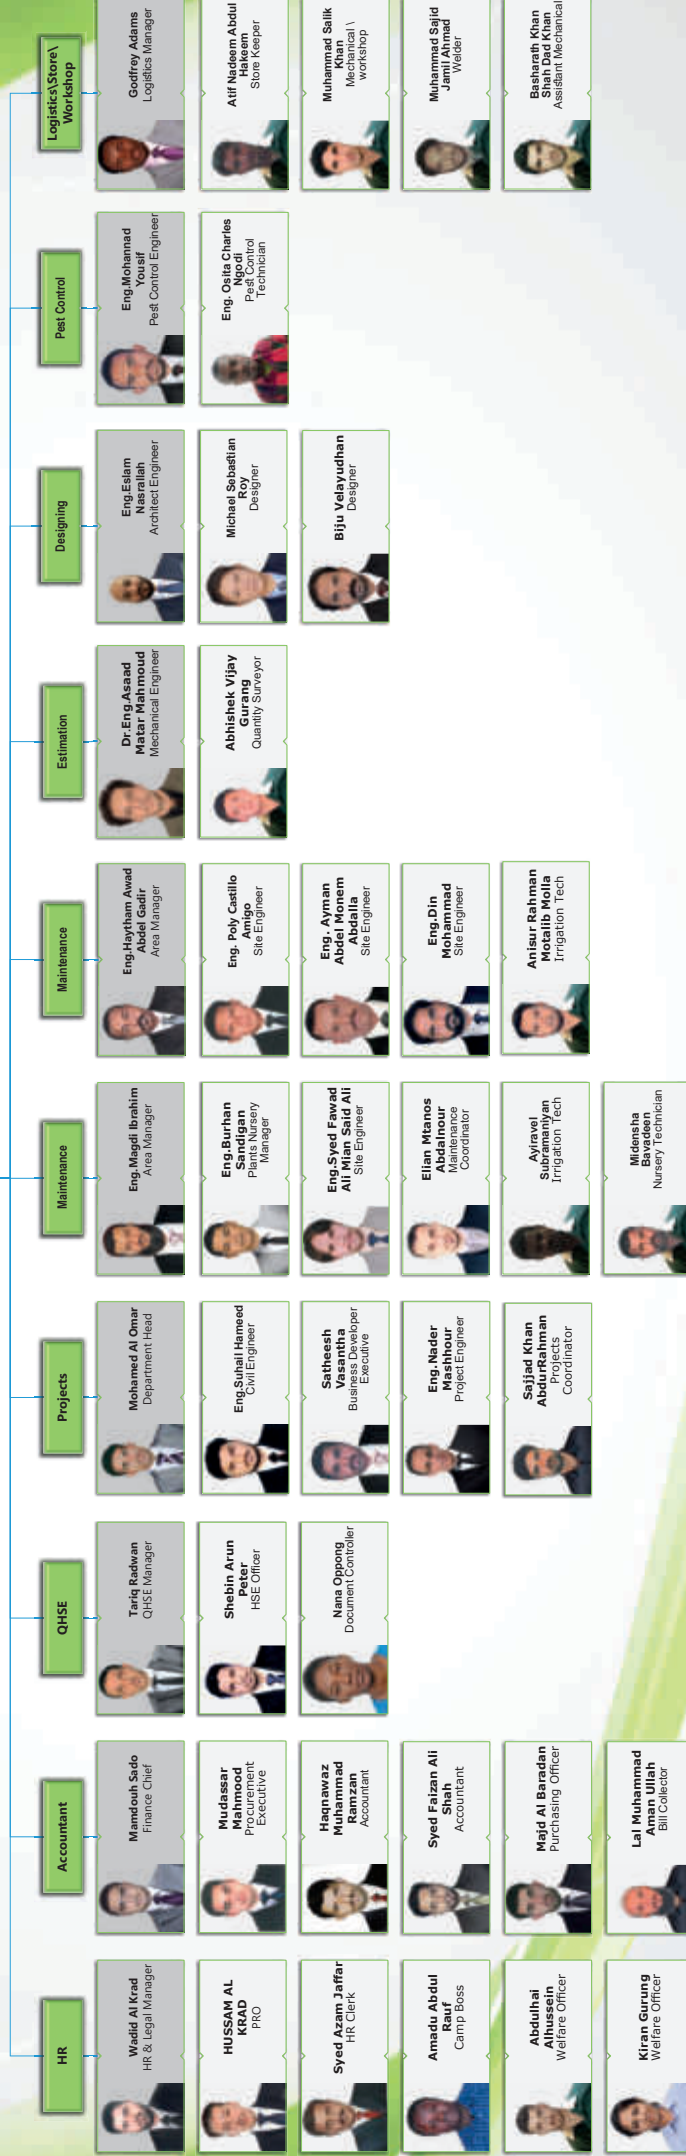 HR
Wadid Al Krad
HR & Legal Manager
HUSSAM AL
KRAD
PRO
Syed Azam Jaffar
HR Clerk
Amadu Abdul
Rauf
Camp Boss
Abdulhai
Alhussein
Welfare Officer
Kiran Gurung
Welfare Officer
Accountant
Mamdouh Sado
Finance Chief
Mudassar
Mahmood
Procurement
Executive
Haqnawaz
Muhammad
Ramzan
Accountant
Syed Faizan Ali
Shah
Accountant
Majd Al Baradan
Purchasing Officer
Lal Muhammad
Aman Ullah
Bill Collector
QHSE
Tariq Radwan
QHSE Manager
Shebin Arun
Peter
HSE Officer
Nana Oppong
Document Controller
Projects
Mohamed Al Omar
Department Head
Eng.Suhail Hameed
Civil Engineer
Satheesh
Vasantha
Business Developer
Executive
Eng.Nader
Mashhour
Project Engineer
Sajjad Khan
AbdurRahman
Projects
Coordinator
Maintenance
Eng.Magdi Ibrahim
Area Manager
Eng.Burhan
Sandigan
Plants Nursery
Manager
Eng.Syed Fawad
Ali Mian Said Ali
Site Engineer
Elian Mtanos
Abdalnour
Maintenance
Coordinator
Ayiravel
Subramaniyan
Irrigation Tech
Midensha
Bavadeen
Nursery Technician
Maintenance
Eng.Haytham Awad
Abdel Gadir
Area Manager
Eng. Poly Castillo
Amigo
Site Engineer
Eng. Ayman
Abdel Monem
Abdalla
Site Engineer
Eng.Din
Mohammad
Site Engineer
Anisur Rahman
Motalib Molla
Irrigation Tech
Estimation
Dr.Eng.Asaad
Matar Mahmoud
Mechanical Engineer
Abhishek Vijay
Gurang
Quantity Surveyor
Designing
Eng.Eslam
Nasrallah
Architect Engineer
Michael Sebastian
Roy
Designer
Biju Velayudhan
Designer
Pest Control
Eng.Mohannad
Yousif
Pest Control Engineer
Eng. Osita Charles
Ngodi
Pest Control
Technician
Logistics\Store\
Workshop
Godfrey Adams
Logistics Manager
Atif Nadeem Abdul
Hakeem
Store Keeper
Muhammad Salik
Khan
Mechanical \
workshop
Muhammad Sajid
Jamil Ahmad
Welder
Basharath Khan
Shah Dad Khan
Assistant Mechanical